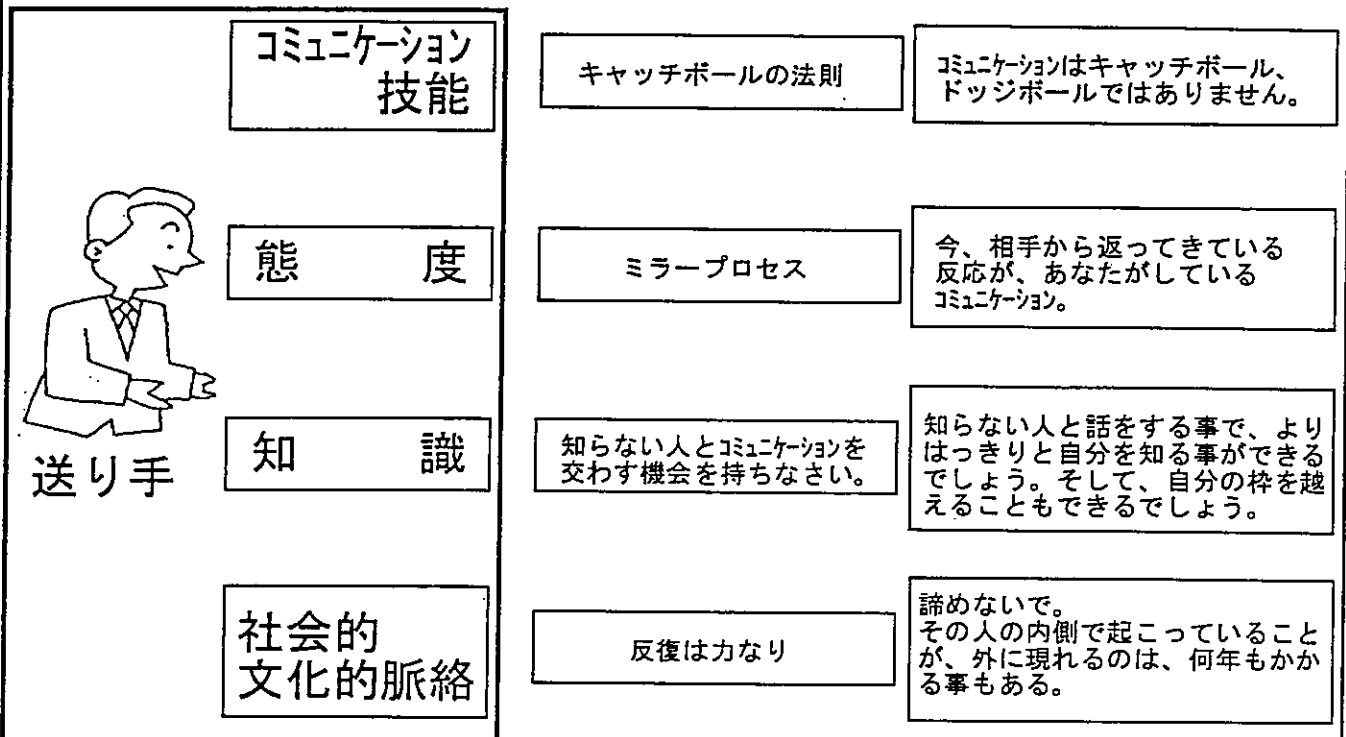 コミュニケーション
技能
キャッチボールの法則
コミュニケーションはキャッチボール、
ドッジボールではありません。
態 度
ミラープロセス
今、相手から返ってきている
反応が、あなたがしている
コミュニケーション。
送り手
知 識
知らない人とコミュニケーションを
交わす機会を持ちなさい。
知らない人と話をする事で、より
はっきりと自分を知る事ができる
でしょう。そして、自分の枠を越
えることもできるでしょう。
社会的
文化的脈絡
反復は力なり
諦めないで。
その人の内側で起こっていること
が、外に現れるのは、何年もかか
る事もある。